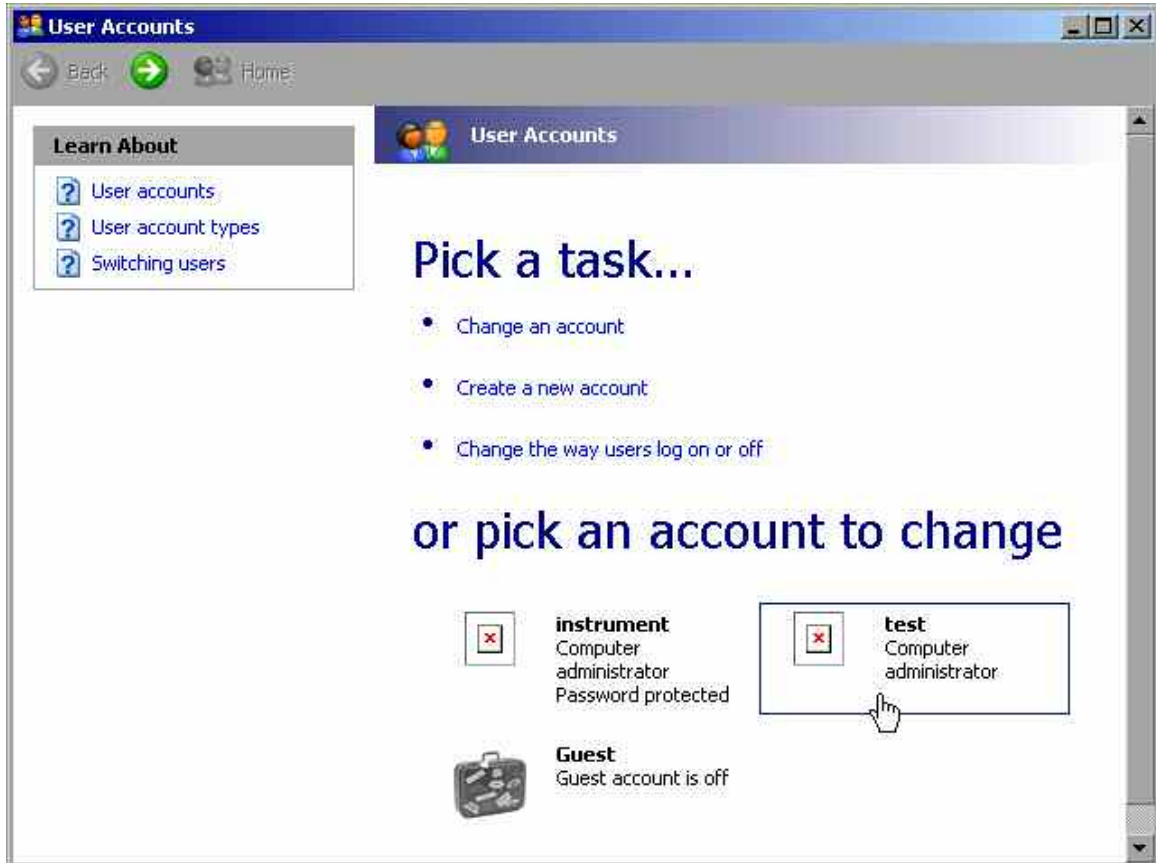 User Accounts
Back Home
Learn About
User accounts
User account types
Switching users
User Accounts
Pick a task...
Change an account
Create a new account
Change the way users log on or off
or pick an account to change
instrument
Computer
administrator
Password protected
test
Computer
administrator
Guest
Guest account is off